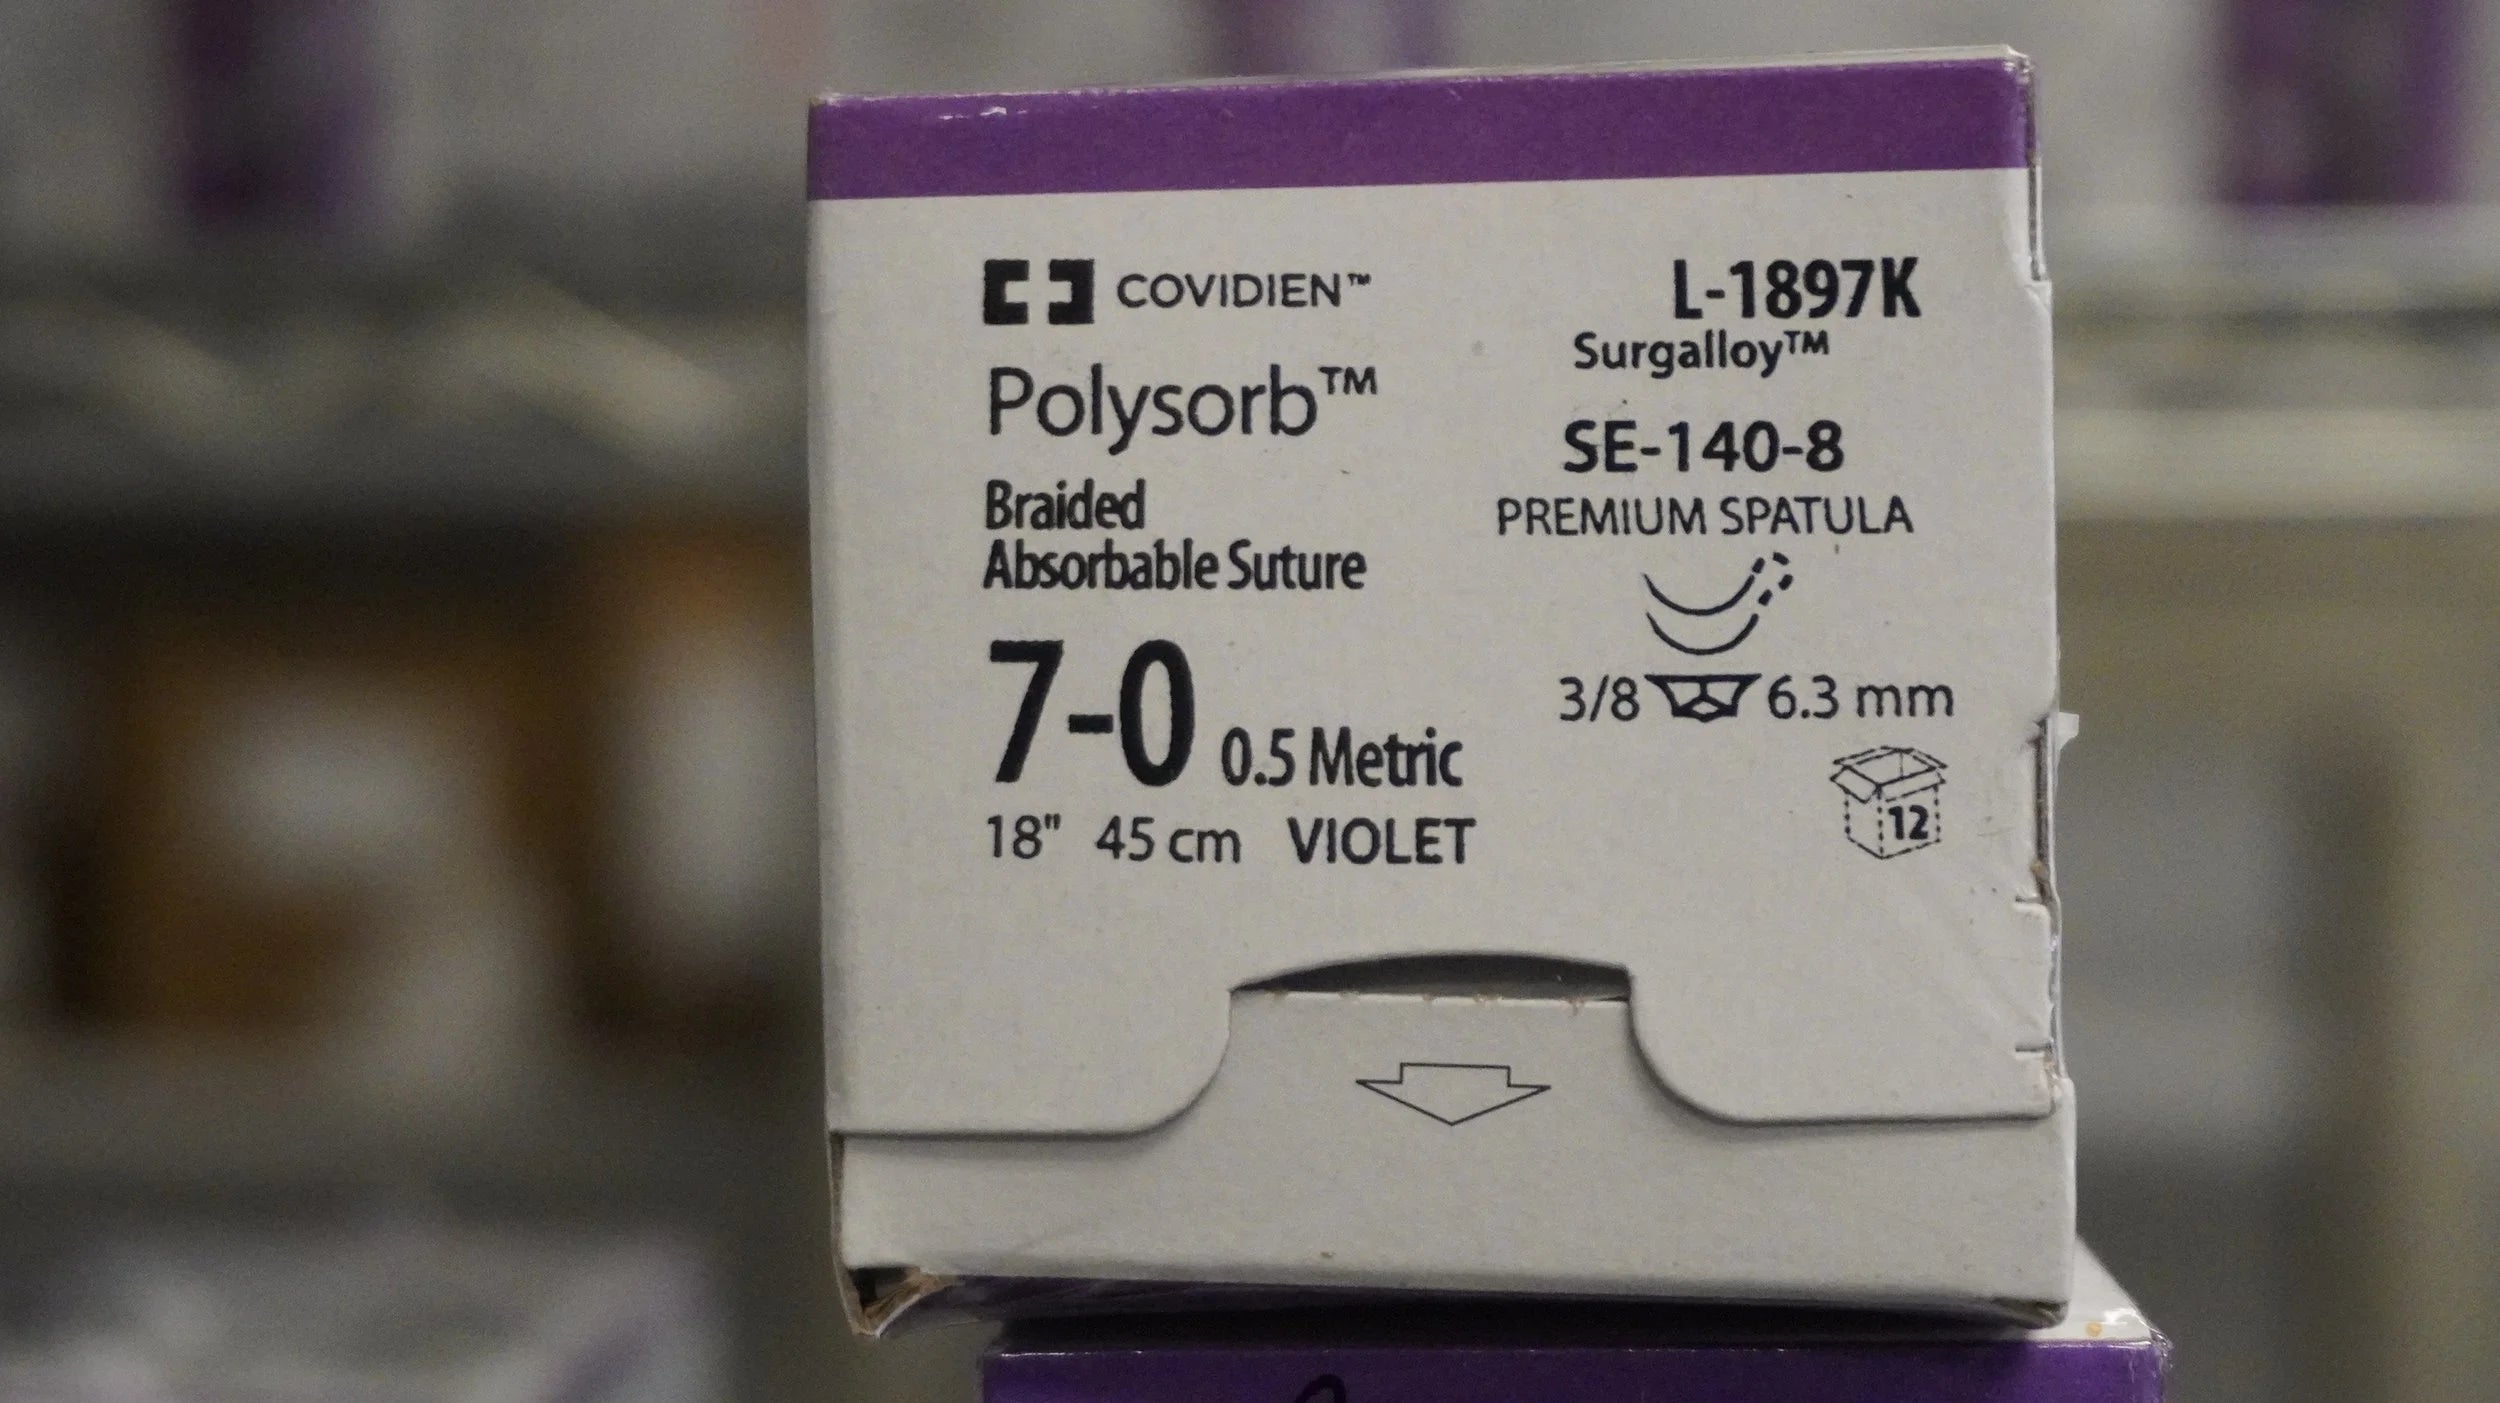 COVIDIEN™
Polysorb™
Braided
Absorbable Suture
7-0 0.5 Metric
18" 45 cm VIOLET
L-1897K
Surgalloy™
SE-140-8
PREMIUM SPATULA
3/8 6.3 mm
12